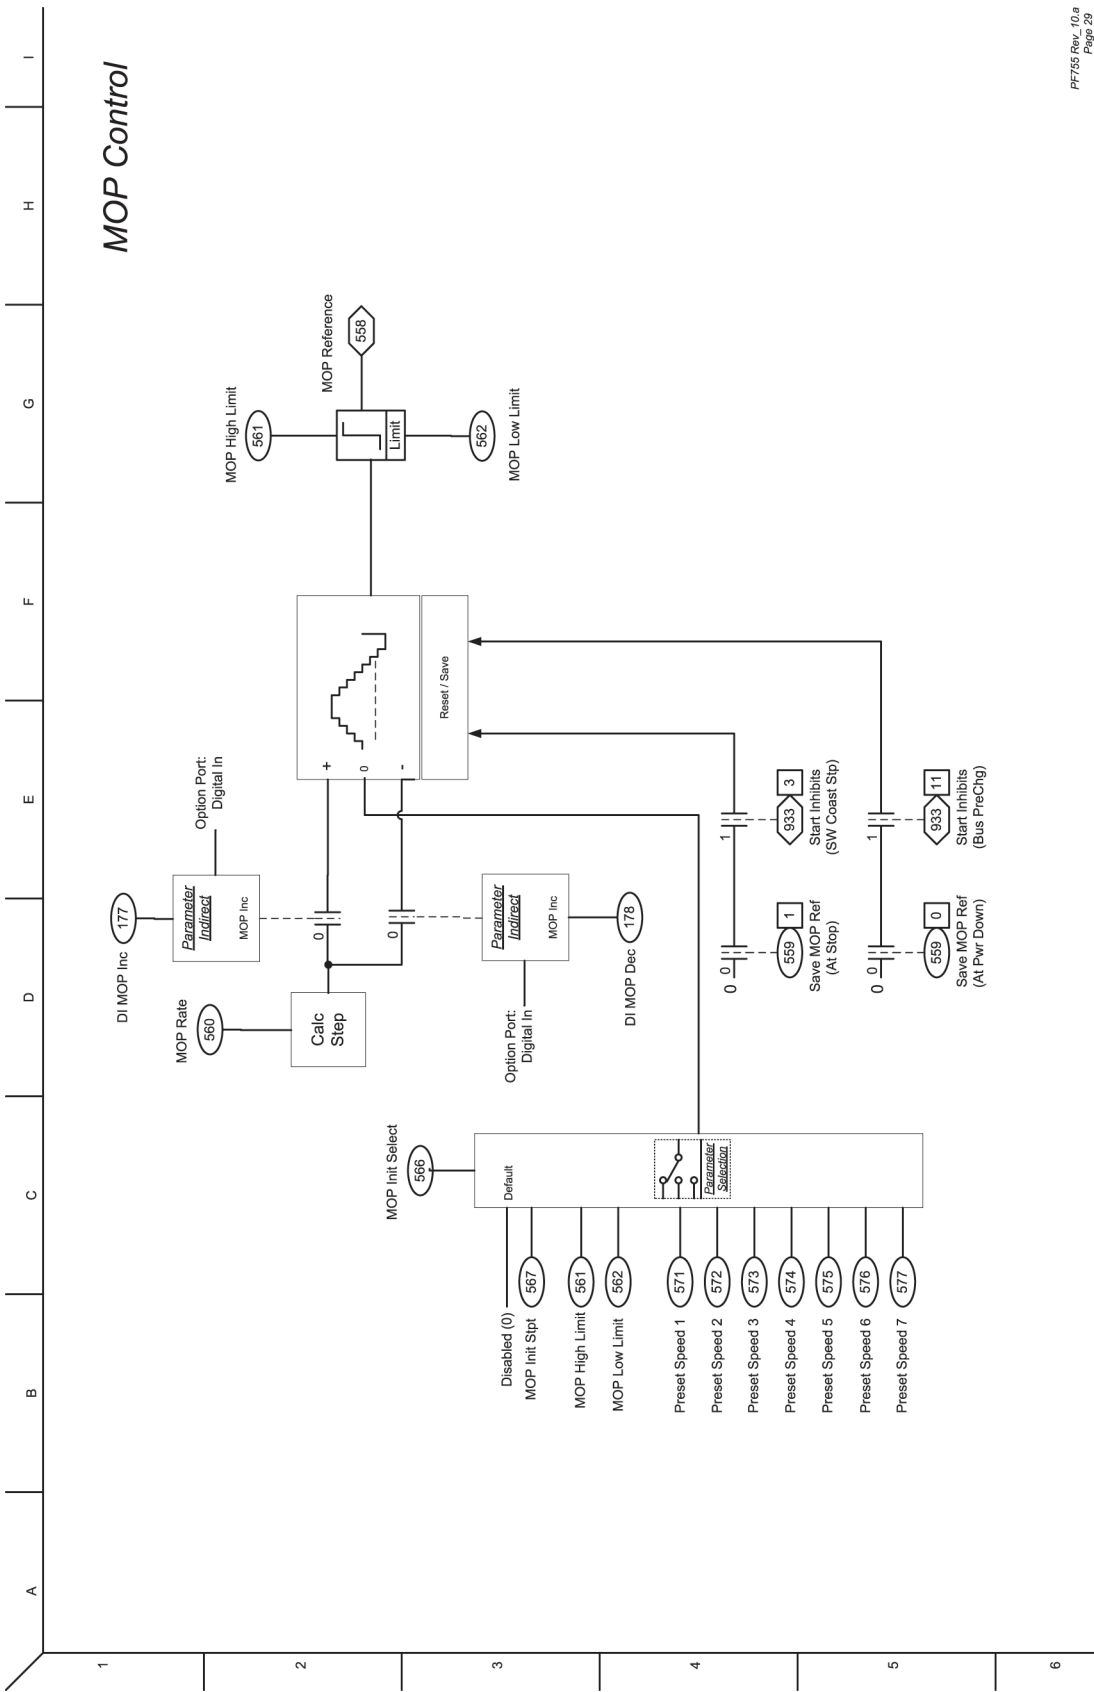 A
B
C
D
E
F
G
H
I
1
2
3
4
5
6
MOP Control
DI MOP Inc
177
Parameter
Indirect
MOP Inc
Option Port:
Digital In
MOP Rate
560
Calc
Step
0
0
+
0
-
Reset / Save
MOP High Limit
561
Limit
562
MOP Low Limit
MOP Reference
558
Option Port:
Digital In
Parameter
Indirect
MOP Inc
178
DI MOP Dec
MOP Init Select
566
Default
Parameter
Selection
Disabled (0)
MOP Init Stpt
567
MOP High Limit
561
MOP Low Limit
562
Preset Speed 1
571
Preset Speed 2
572
Preset Speed 3
573
Preset Speed 4
574
Preset Speed 5
575
Preset Speed 6
576
Preset Speed 7
577
0
0
1
559
1
Save MOP Ref
(At Stop)
933
3
Start Inhibits
(SW Coast Stp)
0
0
1
559
0
Save MOP Ref
(At Pwr Down)
933
11
Start Inhibits
(Bus PreChg)
PF755 Rev_10.a
Page 29